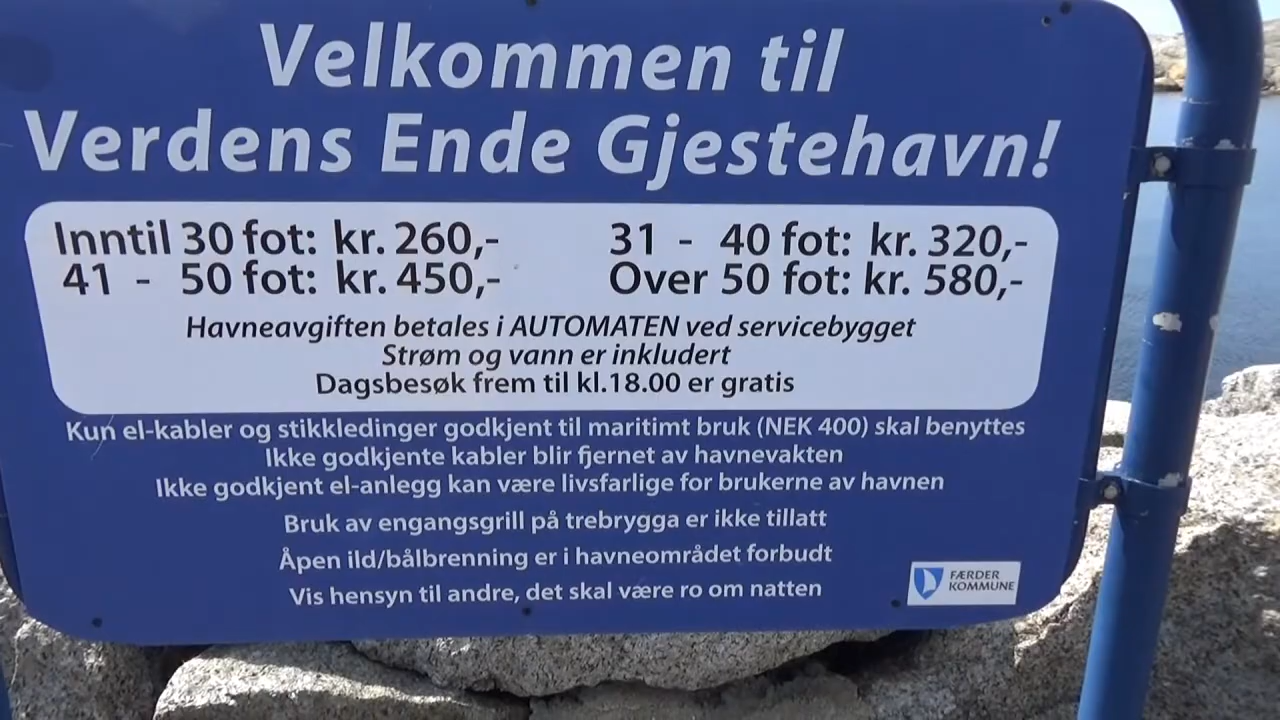 Velkommen til
Verdens Ende Gjestehavn!
Inntil 30 fot: kr. 260,- 31 - 40 fot: kr. 320,-
41 - 50 fot: kr. 450,- Over 50 fot: kr. 580,-
Havneavgiften betales i AUTOMATEN ved servicebygget
Strøm og vann er inkludert
Dagsbesøk frem til kl.18.00 er gratis
Kun el-kabler og stikkledinger godkjent til maritimt bruk (NEK 400) skal benyttes
Ikke godkjente kabler blir fjernet av havnevakten
Ikke godkjent el-anlegg kan være livsfarlige for brukerne av havnen
Bruk av engangsgrill på trebrygga er ikke tillatt
Åpen ild/bålbrenning er i havneområdet forbudt
Vis hensyn til andre, det skal være ro om natten
FÆRDER
KOMMUNE